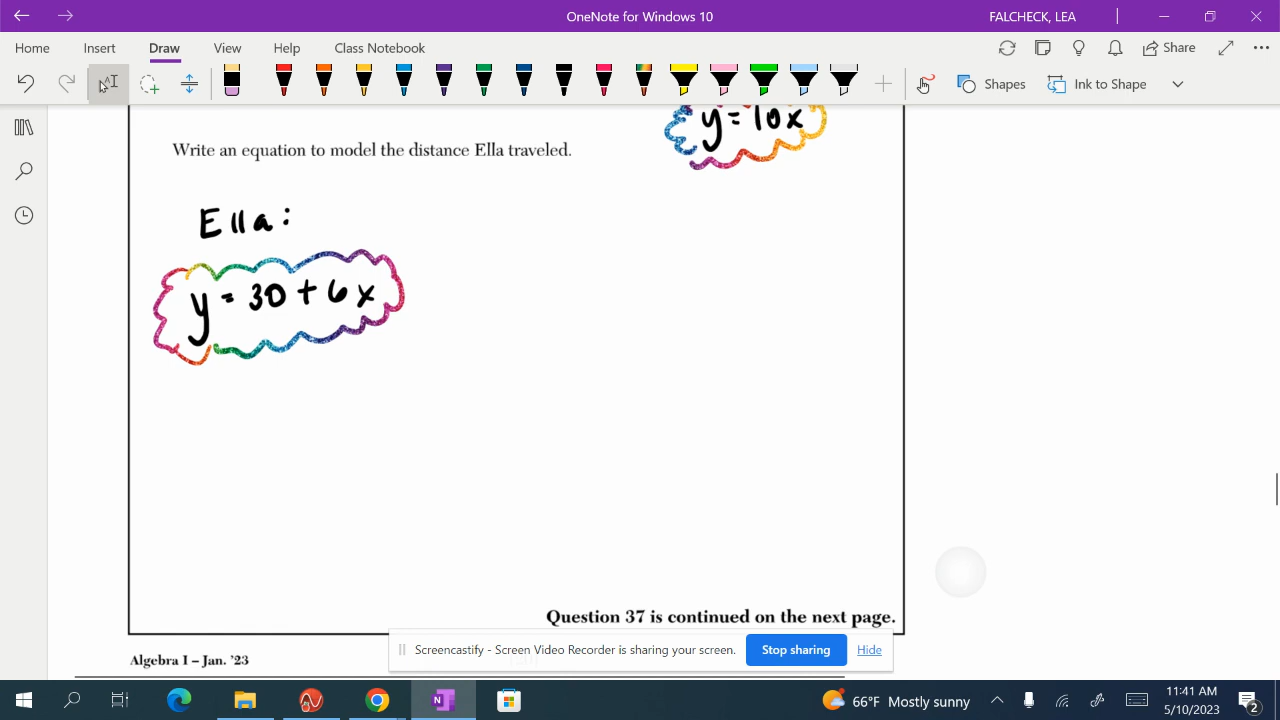 OneNote for Windows 10
FALCHECK, LEA
Home Insert Draw View Help Class Notebook
Share
Shapes
Ink to Shape
y = 10x
Write an equation to model the distance Ella traveled.
Ella:
y = 30 + 6x
Question 37 is continued on the next page.
Screencastify - Screen Video Recorder is sharing your screen.
Stop sharing
Hide
Algebra I – Jan. '23
66°F Mostly sunny
11:41 AM
5/10/2023
2